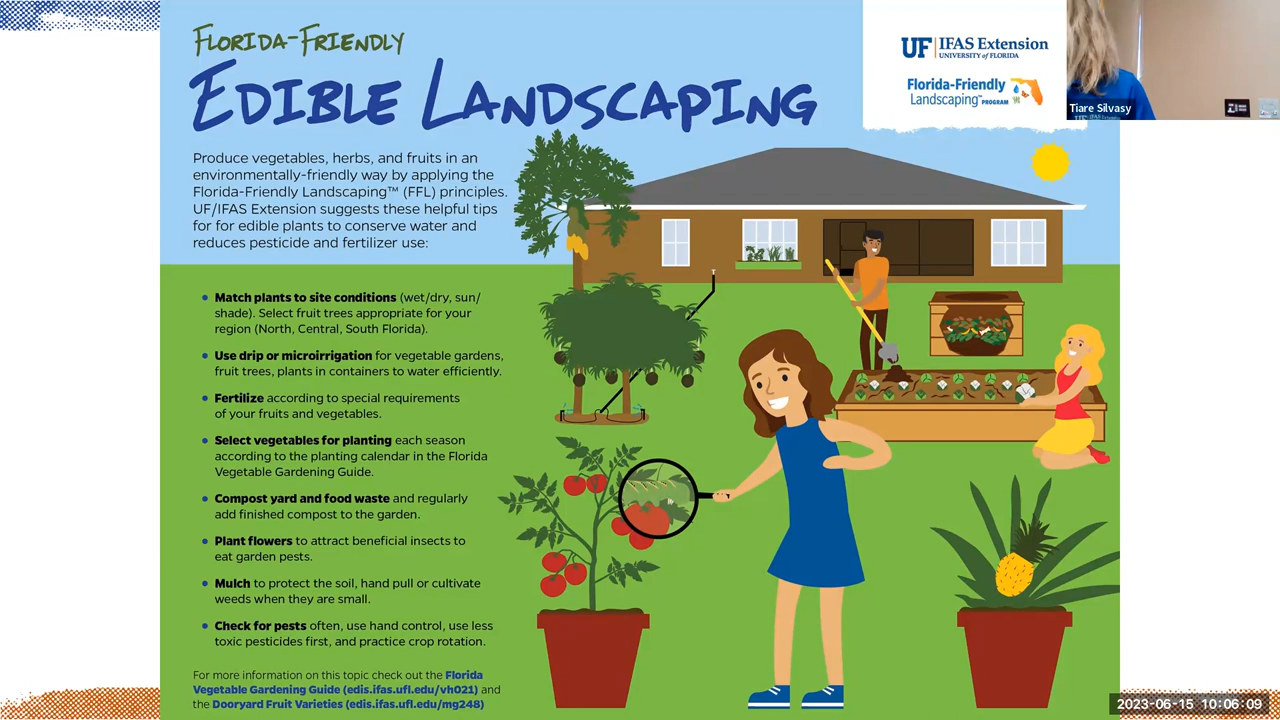 FLORIDA-FRIENDLY
EDIBLE LANDSCAPING
UF IFAS Extension
UNIVERSITY of FLORIDA
Florida-Friendly
Landscaping™ PROGRAM
Tiare Silvasy
Produce vegetables, herbs, and fruits in an
environmentally-friendly way by applying the
Florida-Friendly Landscaping™ (FFL) principles.
UF/IFAS Extension suggests these helpful tips
for for edible plants to conserve water and
reduces pesticide and fertilizer use:
• Match plants to site conditions (wet/dry, sun/
shade). Select fruit trees appropriate for your
region (North, Central, South Florida).
• Use drip or microirrigation for vegetable gardens,
fruit trees, plants in containers to water efficiently.
• Fertilize according to special requirements
of your fruits and vegetables.
• Select vegetables for planting each season
according to the planting calendar in the Florida
Vegetable Gardening Guide.
• Compost yard and food waste and regularly
add finished compost to the garden.
• Plant flowers to attract beneficial insects to
eat garden pests.
• Mulch to protect the soil, hand pull or cultivate
weeds when they are small.
• Check for pests often, use hand control, use less
toxic pesticides first, and practice crop rotation.
For more information on this topic check out the Florida
Vegetable Gardening Guide (edis.ifas.ufl.edu/vh021) and
the Dooryard Fruit Varieties (edis.ifas.ufl.edu/mg248)
2023-06-15 10:06:09